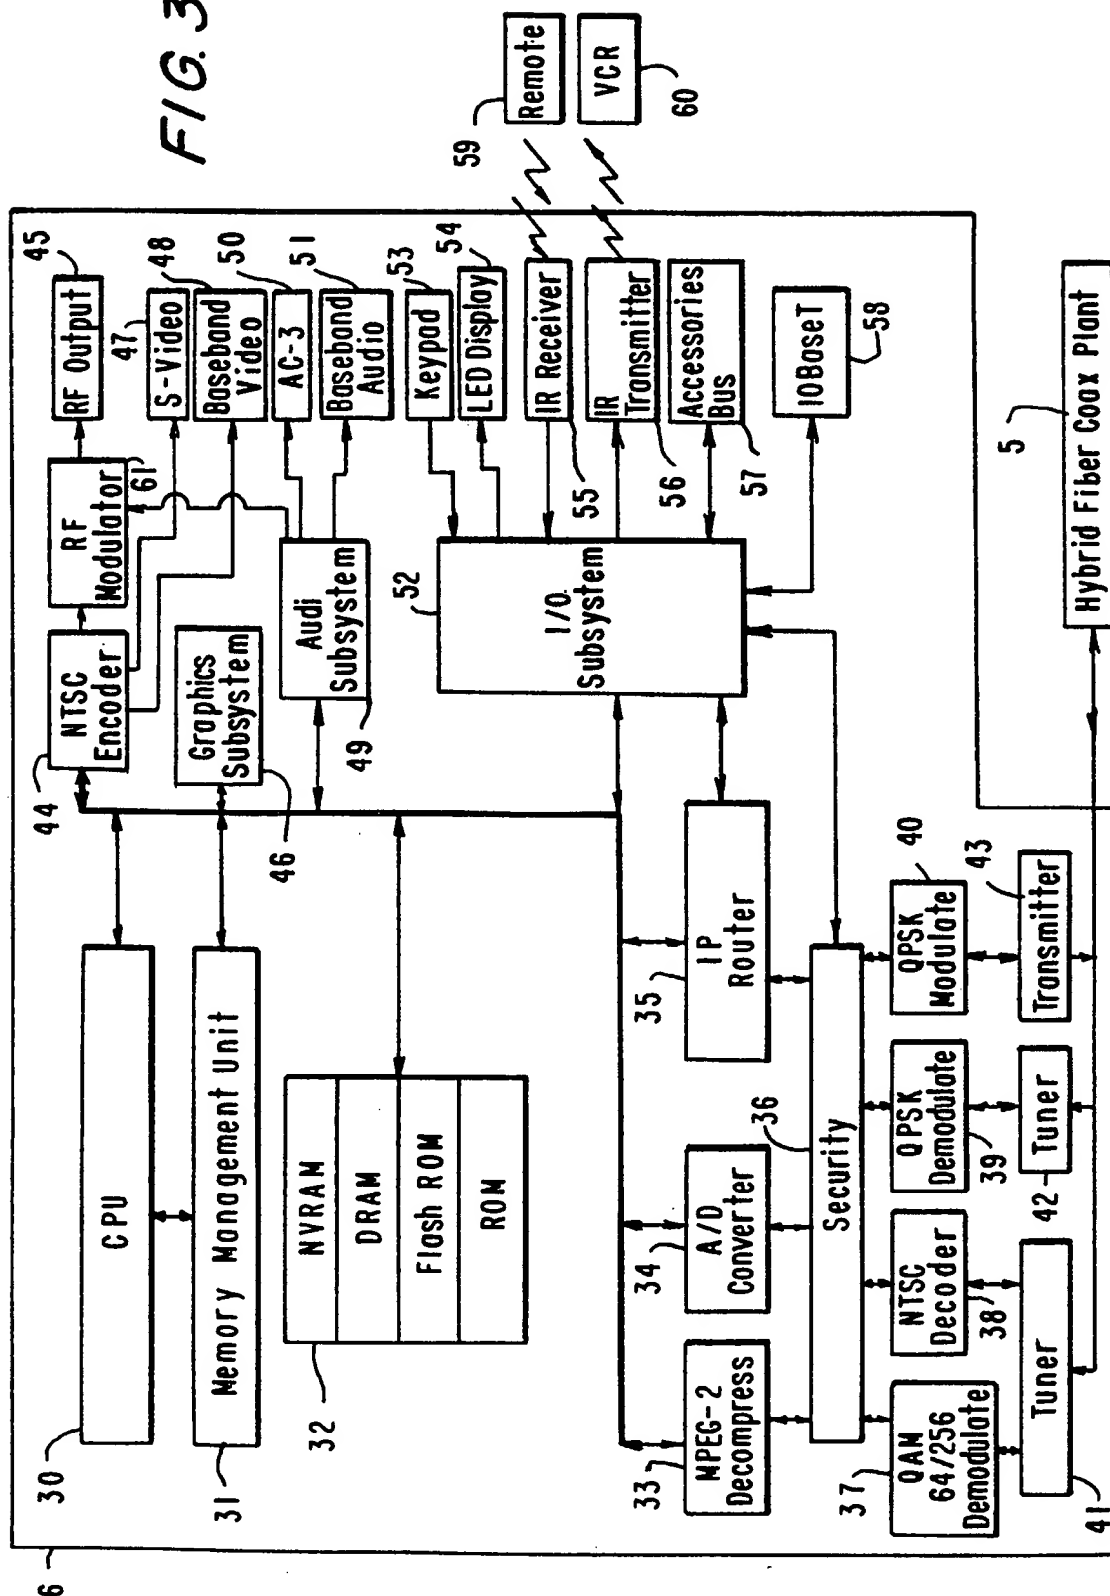 FIG. 3
6
30
CPU
31
Memory Management Unit
32
NVRAM
DRAM
Flash ROM
ROM
44
NTSC
Encoder
RF
Modulator
61
RF Output
45
47
S-Video
48
Baseband
Video
50
AC-3
51
Baseband
Audio
46
Graphics
Subsystem
49
Audi
Subsystem
52
I/O
Subsystem
53
Keypad
54
LED Display
55
IR Receiver
56
IR
Transmitter
57
Accessories
Bus
58
10BaseT
59
Remote
60
VCR
33
MPEG-2
Decompress
34
A/D
Converter
35
IP
Router
36
Security
37
QAM
64/256
Demodulate
38
NTSC
Decoder
39
QPSK
Demodulate
40
QPSK
Modulate
41
Tuner
42
Tuner
43
Transmitter
5
Hybrid Fiber Coax Plant